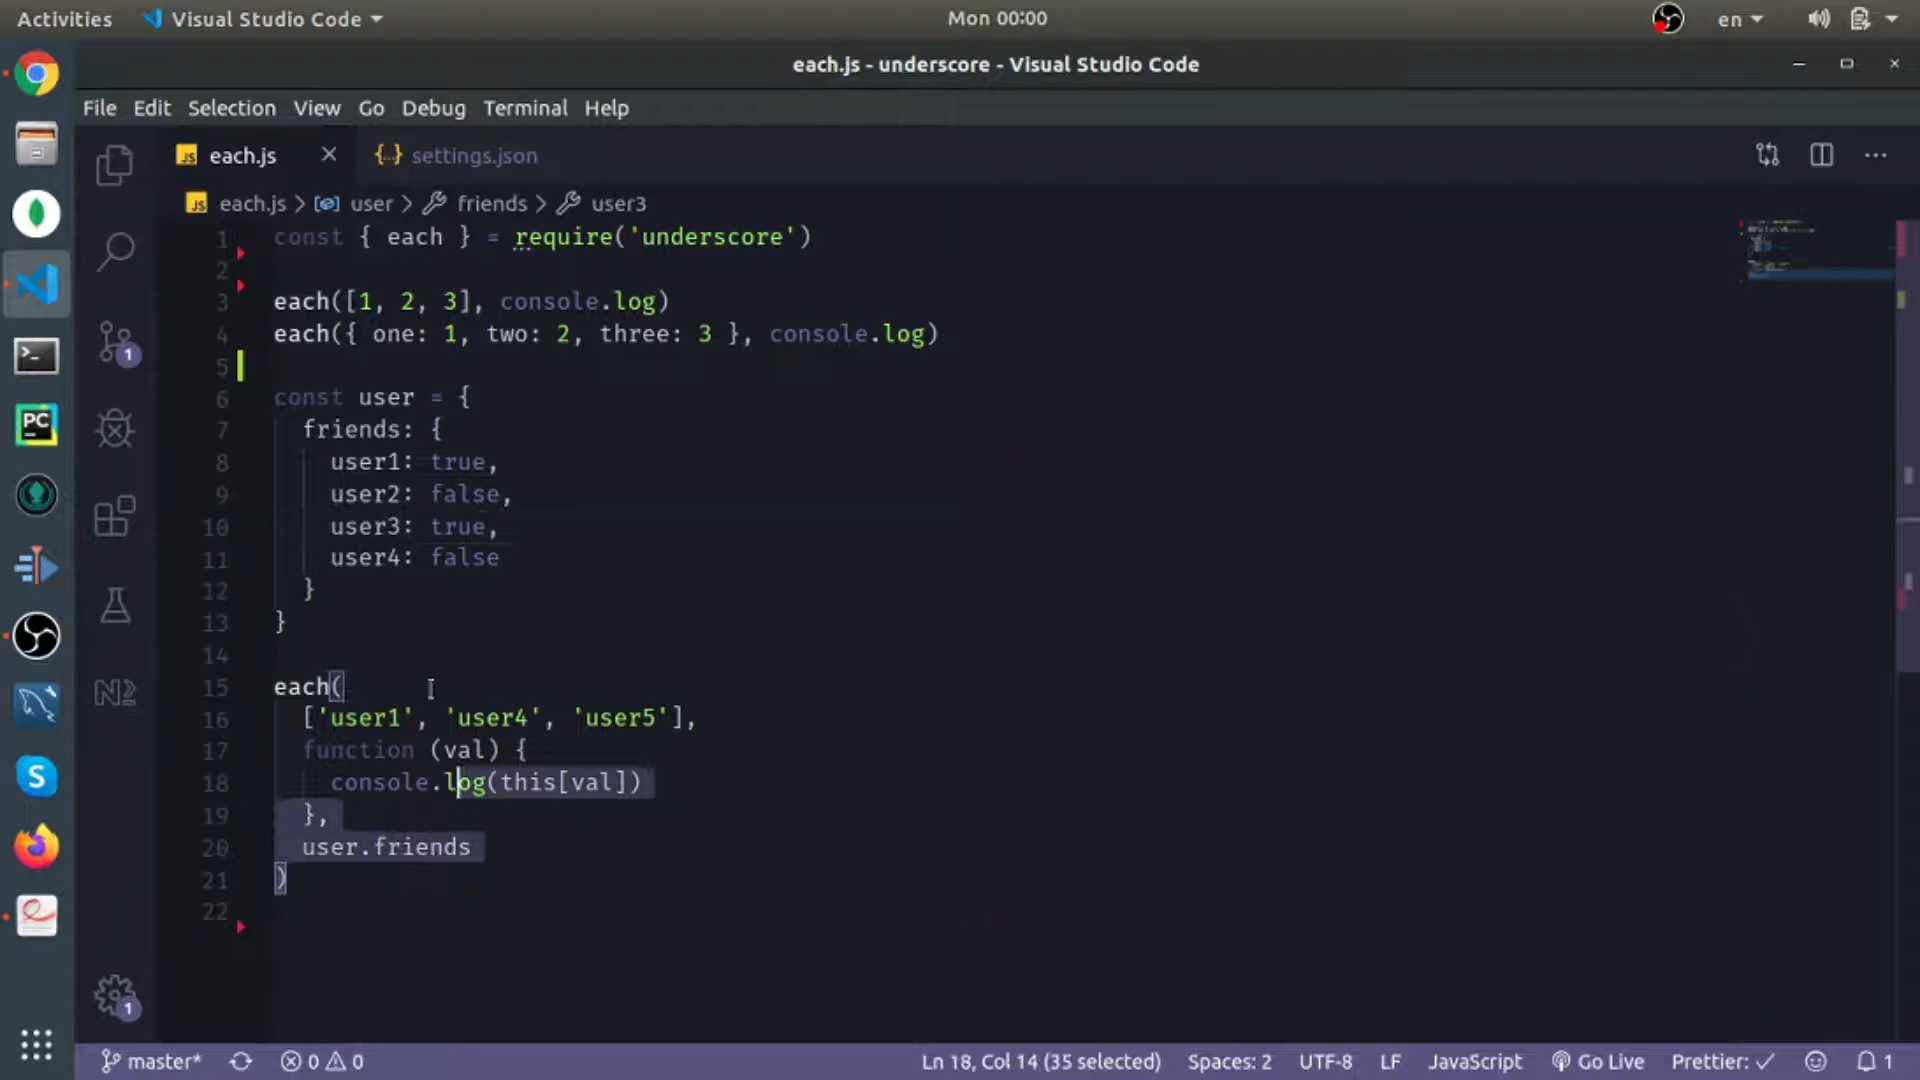 Activities Visual Studio Code Mon 00:00 en
each.js - underscore - Visual Studio Code
File Edit Selection View Go Debug Terminal Help
JS each.js {..} settings.json
JS each.js > user > friends > user3
1 const { each } = require('underscore')
2
3 each([1, 2, 3], console.log)
4 each({ one: 1, two: 2, three: 3 }, console.log)
5
6 const user = {
7 friends: {
8 user1: true,
9 user2: false,
10 user3: true,
11 user4: false
12 }
13 }
14
15 each(
16 ['user1', 'user4', 'user5'],
17 function (val) {
18 console.log(this[val])
19 },
20 user.friends
21 )
22
1
PC
S
1
master* 0 0 Ln 18, Col 14 (35 selected) Spaces: 2 UTF-8 LF JavaScript Go Live Prettier: ✓ 1